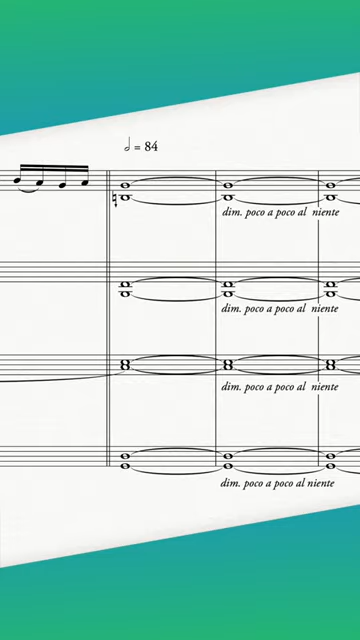 𝅗𝅥 = 84
dim. poco a poco al niente
dim. poco a poco al niente
dim. poco a poco al niente
dim. poco a poco al niente